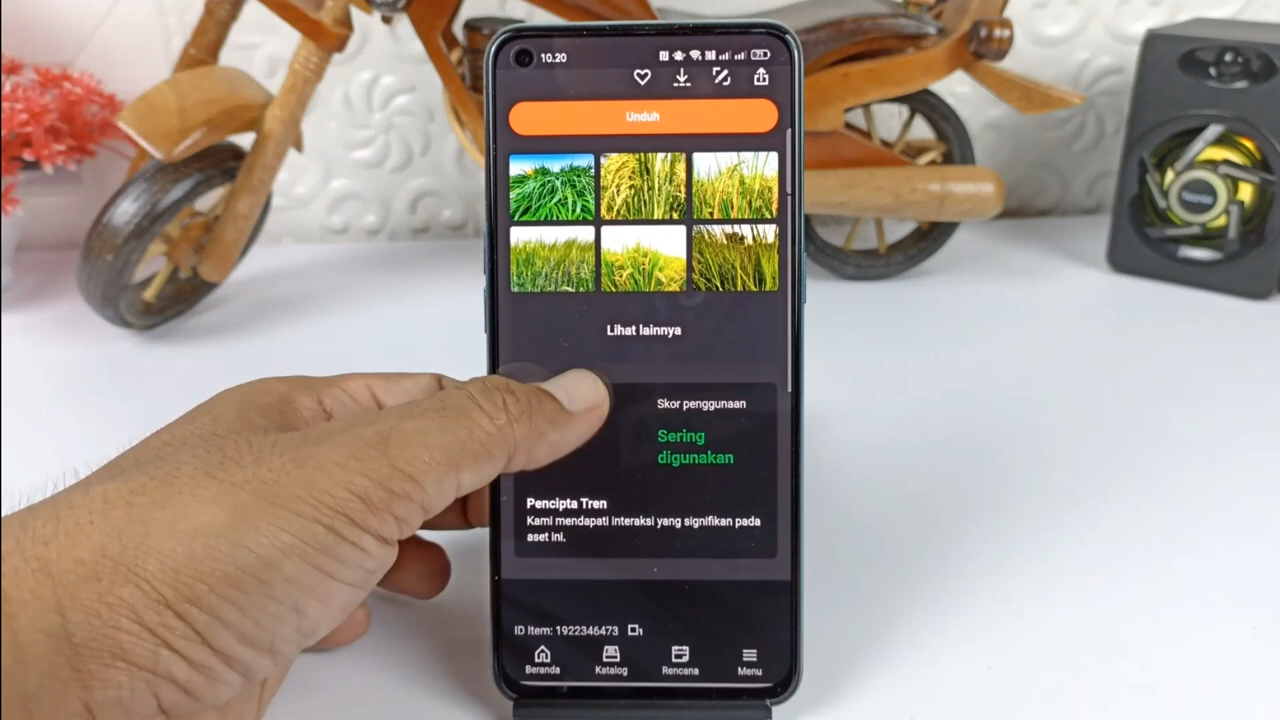 10.20
71
Unduh
Lihat lainnya
Skor penggunaan
Sering
digunakan
Pencipta Tren
Kami mendapati interaksi yang signifikan pada
aset ini.
ID Item: 1922346473
Beranda
Katalog
Rencana
Menu